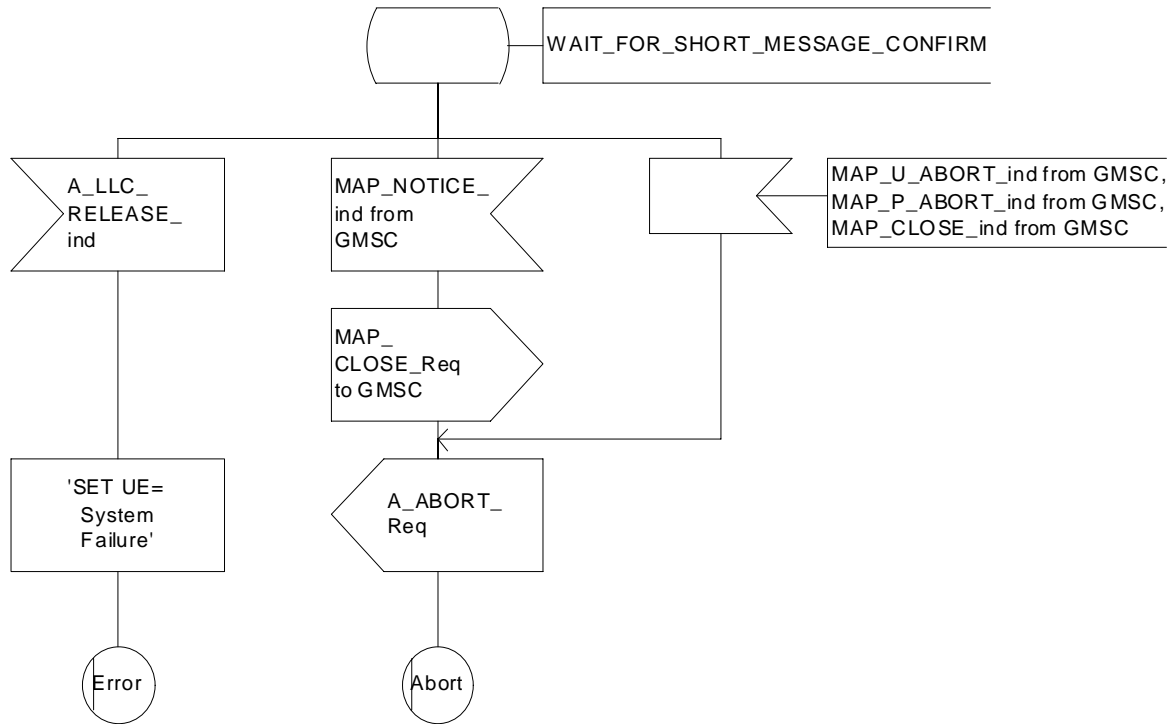 WAIT_FOR_SHORT_MESSAGE_CONFIRM
A_LLC_
RELEASE_
ind
MAP_NOTICE_
ind from
GMSC
MAP_U_ABORT_ind from GMSC,
MAP_P_ABORT_ind from GMSC,
MAP_CLOSE_ind from GMSC
MAP_
CLOSE_Req
to GMSC
'SET UE=
System
Failure'
A_ABORT_
Req
Error
Abort